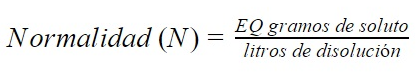 Normalidad (N) = EQ gramos de soluto / litros de disolución